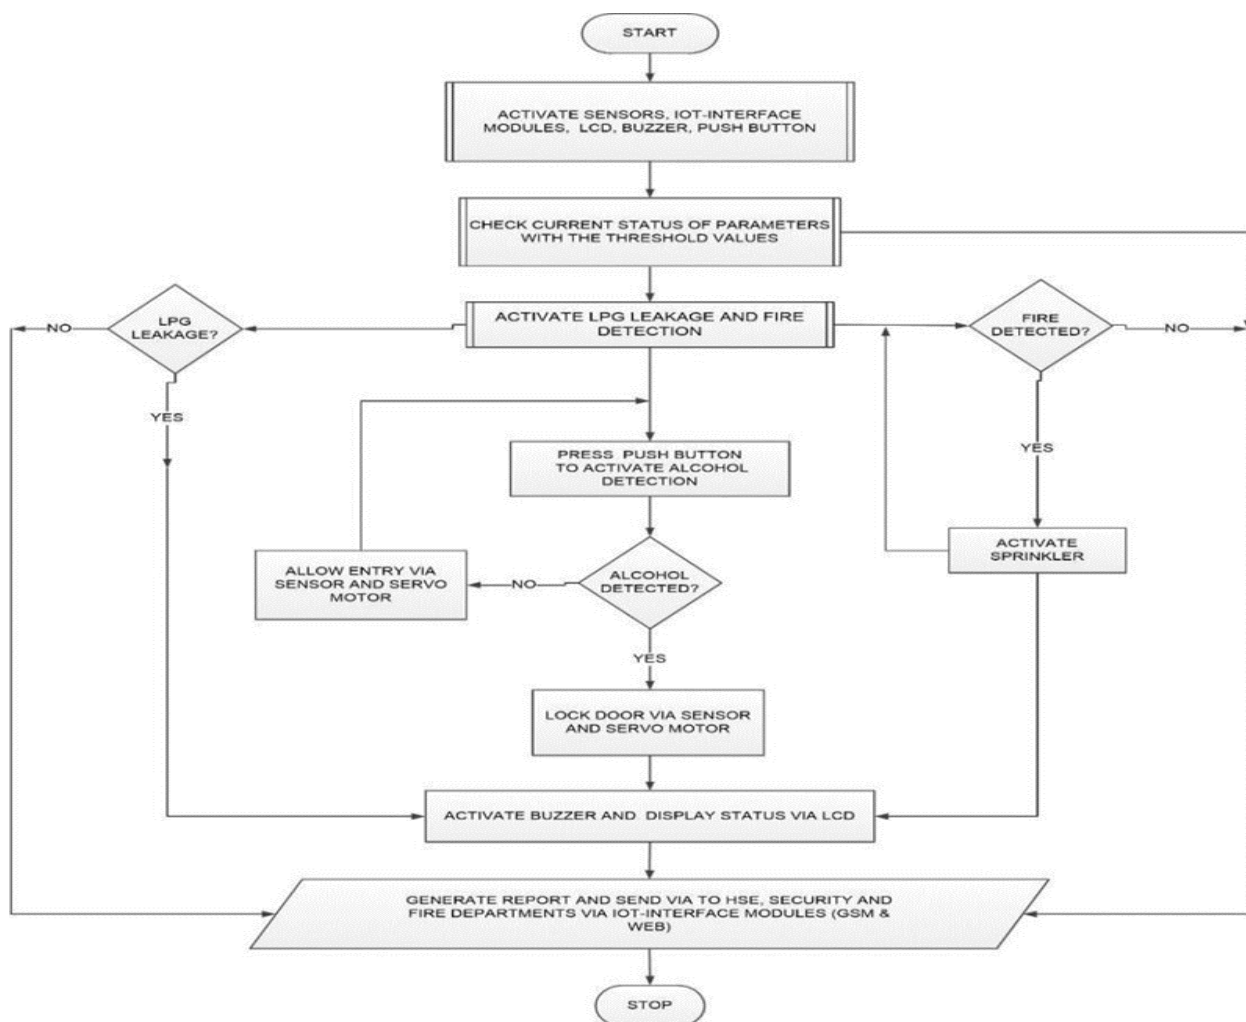 START
ACTIVATE SENSORS, IOT-INTERFACE
MODULES, LCD, BUZZER, PUSH BUTTON
CHECK CURRENT STATUS OF PARAMETERS
WITH THE THRESHOLD VALUES
LPG
LEAKAGE?
NO
ACTIVATE LPG LEAKAGE AND FIRE
DETECTION
FIRE
DETECTED?
NO
YES
YES
PRESS PUSH BUTTON
TO ACTIVATE ALCOHOL
DETECTION
ACTIVATE
SPRINKLER
ALLOW ENTRY VIA
SENSOR AND SERVO
MOTOR
NO
ALCOHOL
DETECTED?
YES
LOCK DOOR VIA SENSOR
AND SERVO MOTOR
ACTIVATE BUZZER AND DISPLAY STATUS VIA LCD
GENERATE REPORT AND SEND VIA TO HSE, SECURITY AND
FIRE DEPARTMENTS VIA IOT-INTERFACE MODULES (GSM &
WEB)
STOP